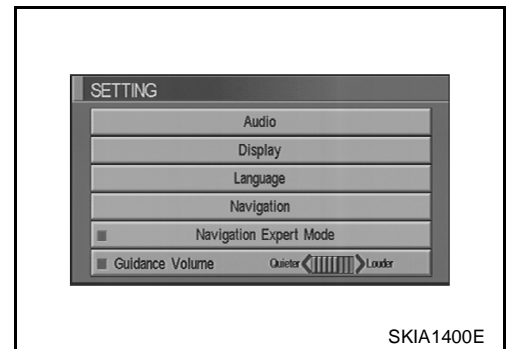 SETTING
Audio
Display
Language
Navigation
Navigation Expert Mode
Guidance Volume Quieter Louder
SKIA1400E